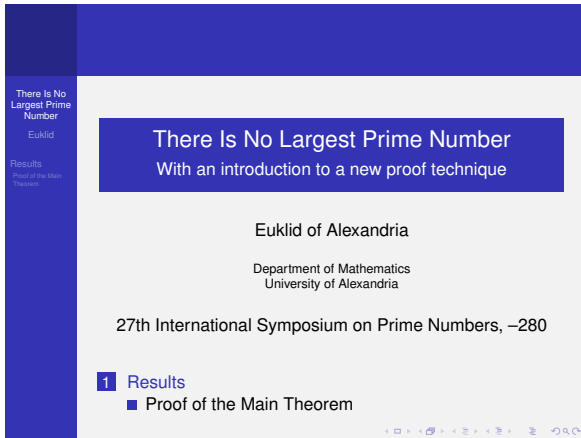 There Is No
Largest Prime
Number
Euklid
Results
Proof of the Main
Theorem
There Is No Largest Prime Number
With an introduction to a new proof technique
Euklid of Alexandria
Department of Mathematics
University of Alexandria
27th International Symposium on Prime Numbers, –280
1 Results
Proof of the Main Theorem